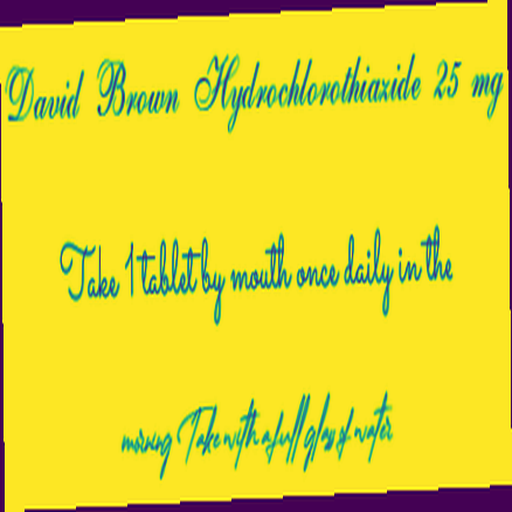 David Brown Hydrochlorothiazide 25 mg
Take 1 tablet by mouth once daily in the
morning Take with a full glass of water